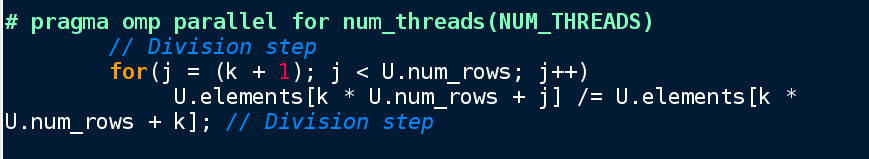 # pragma omp parallel for num_threads(NUM_THREADS)
// Division step
for(j = (k + 1); j < U.num_rows; j++)
U.elements[k * U.num_rows + j] /= U.elements[k *
U.num_rows + k]; // Division step